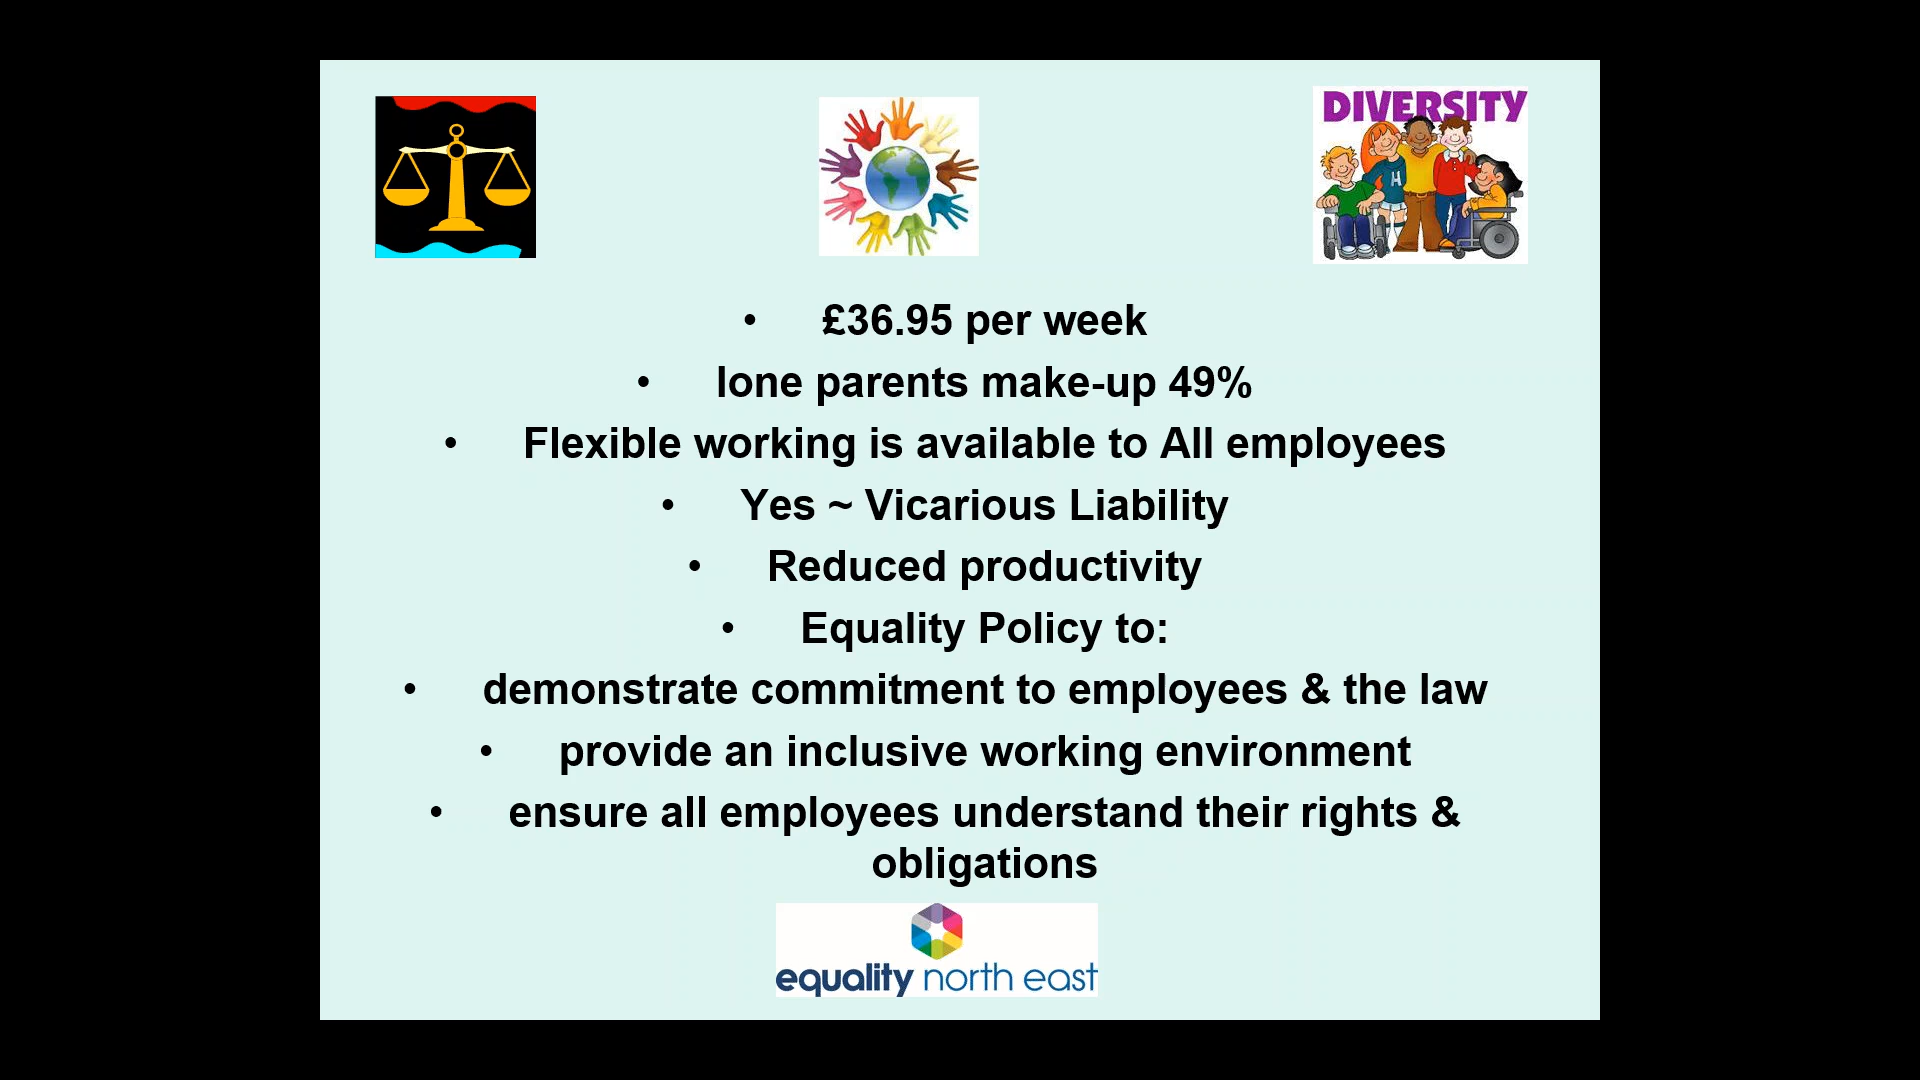 DIVERSITY
H
• £36.95 per week
• lone parents make-up 49%
• Flexible working is available to All employees
• Yes ~ Vicarious Liability
• Reduced productivity
• Equality Policy to:
• demonstrate commitment to employees & the law
• provide an inclusive working environment
• ensure all employees understand their rights &
obligations
equality north east